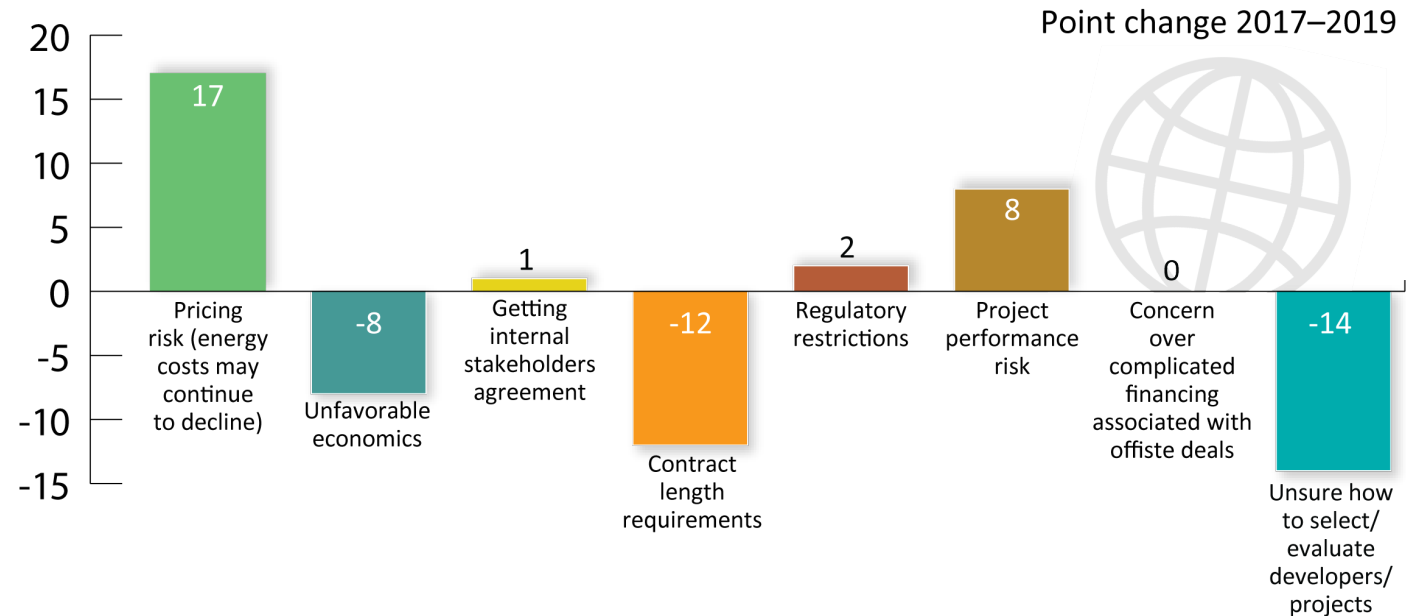 Point change 2017–2019
20
15
10
5
0
-5
-10
-15
17
-8
1
-12
2
8
0
-14
Pricing
risk (energy
costs may
continue
to decline)
Unfavorable
economics
Getting
internal
stakeholders
agreement
Contract
length
requirements
Regulatory
restrictions
Project
performance
risk
Concern
over
complicated
financing
associated with
offiste deals
Unsure how
to select/
evaluate
developers/
projects